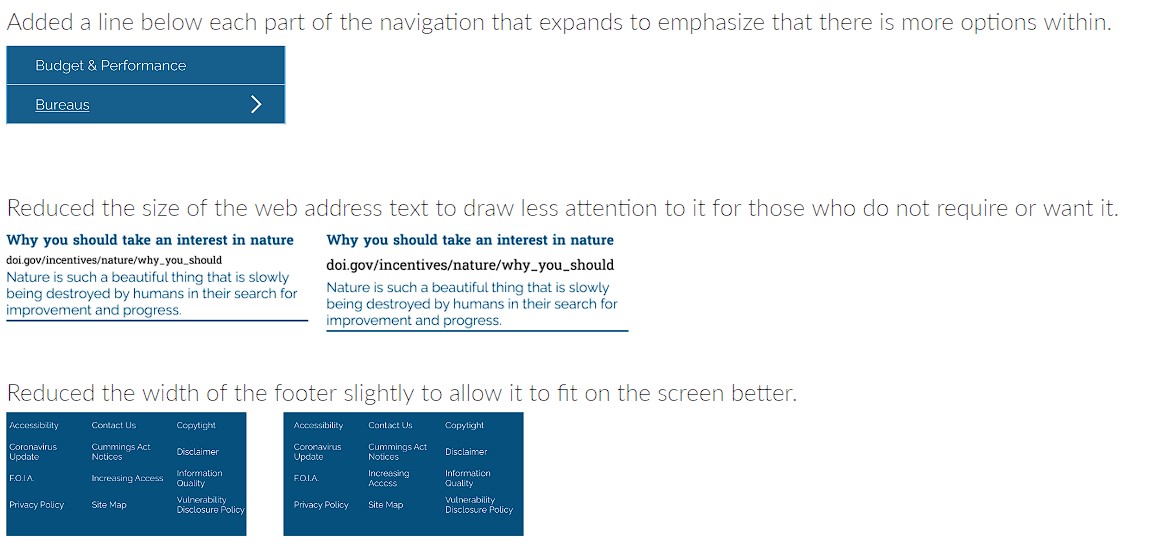 Added a line below each part of the navigation that expands to emphasize that there is more options within.
Budget & Performance
Bureaus
Reduced the size of the web address text to draw less attention to it for those who do not require or want it.
Why you should take an interest in nature
doi.gov/incentives/nature/why_you_should
Nature is such a beautiful thing that is slowly
being destroyed by humans in their search for
improvement and progress.
Why you should take an interest in nature
doi.gov/incentives/nature/why_you_should
Nature is such a beautiful thing that is slowly
being destroyed by humans in their search for
improvement and progress.
Reduced the width of the footer slightly to allow it to fit on the screen better.
Accessibility Contact Us Copytight
Coronavirus Update Cummings Act Notices Disclaimer
F.O.I.A. Increasing Access Information Quality
Privacy Policy Site Map Vulnerability Disclosure Policy
Accessibility Contact Us Copytight
Coronavirus Update Cummings Act Notices Disclaimer
F.O.I.A. Increasing Access Information Quality
Privacy Policy Site Map Vulnerability Disclosure Policy